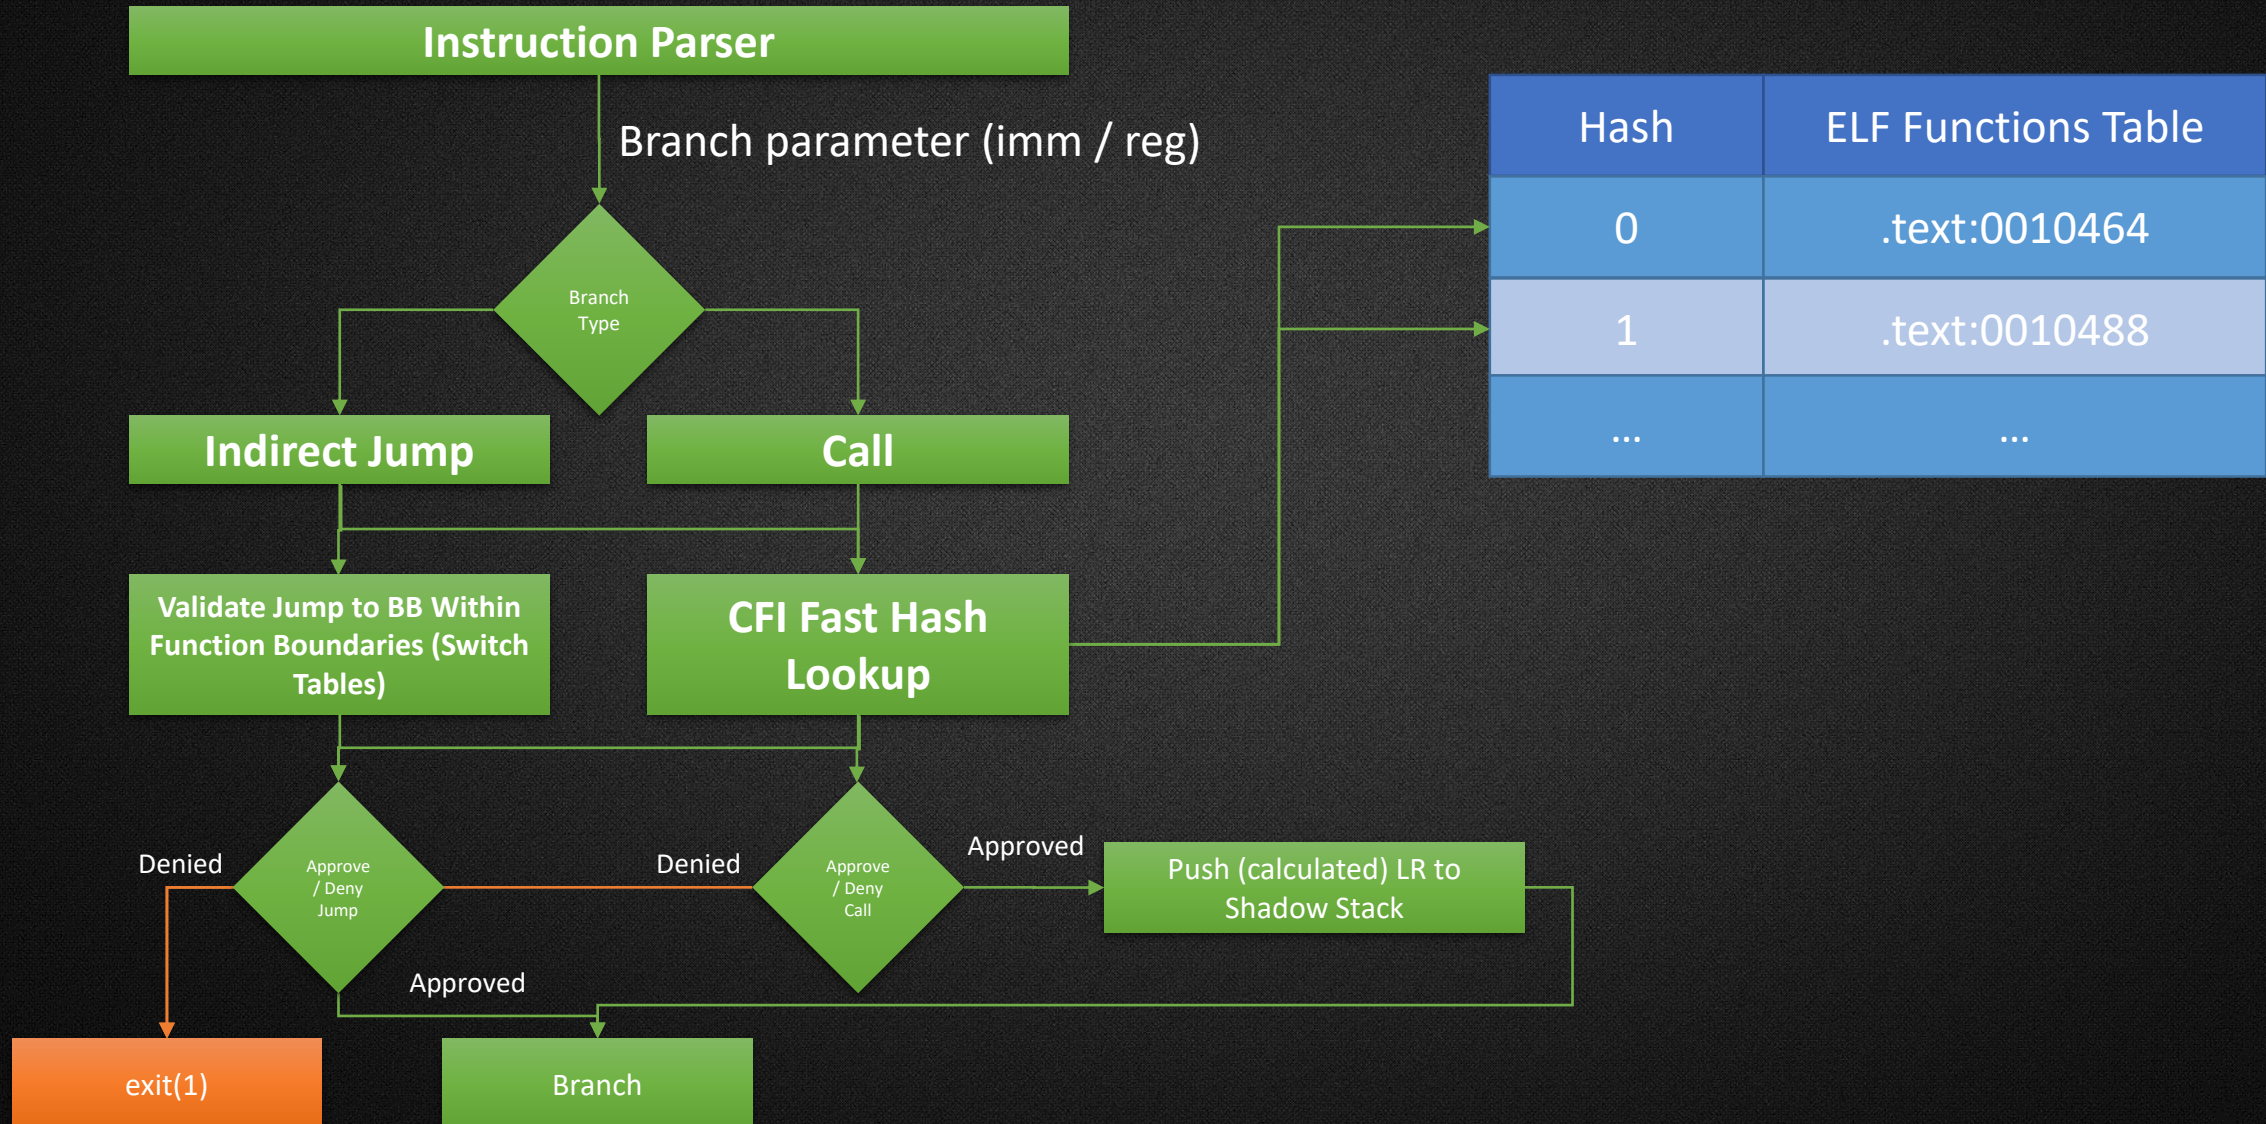 Instruction Parser
Branch parameter (imm / reg)
Hash
ELF Functions Table
0
.text:0010464
1
.text:0010488
...
...
Branch
Type
Indirect Jump
Call
Validate Jump to BB Within
Function Boundaries (Switch
Tables)
CFI Fast Hash
Lookup
Denied
Approve
/ Deny
Jump
Denied
Approve
/ Deny
Call
Approved
Push (calculated) LR to
Shadow Stack
Approved
exit(1)
Branch